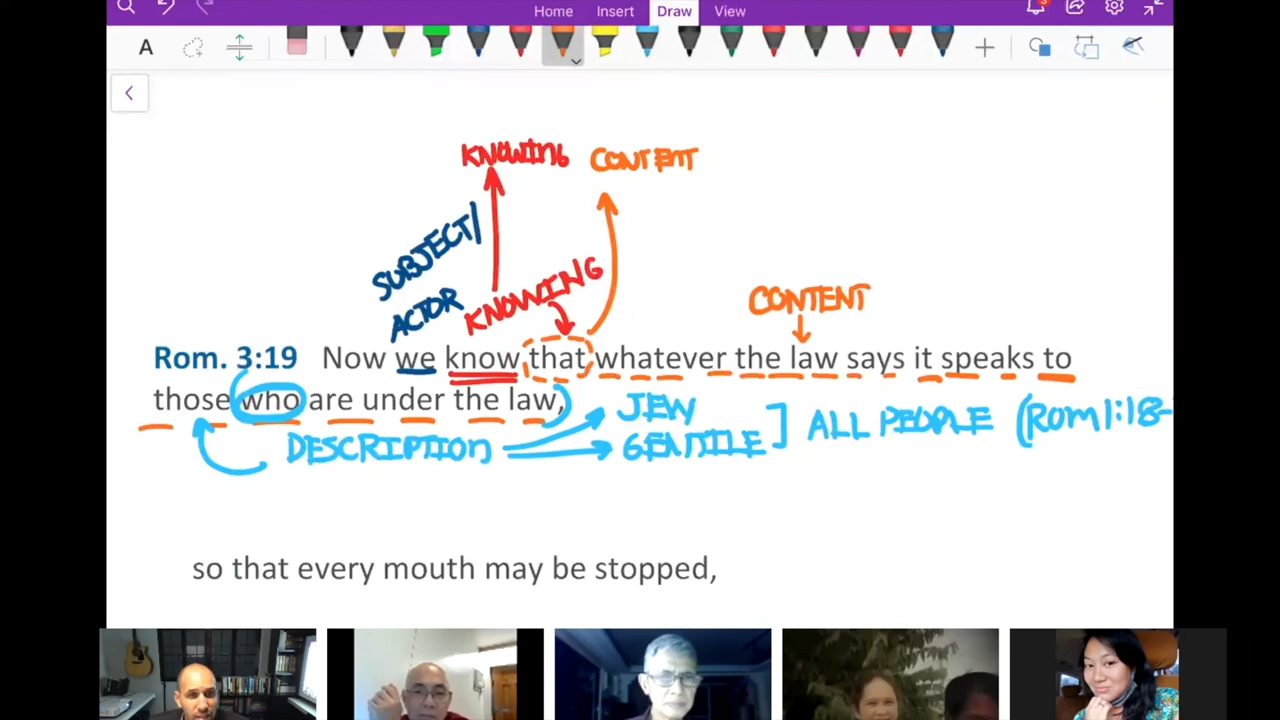 Home Insert Draw View
A
KNOWING CONTENT
SUBJECT/
ACTOR
KNOWING
CONTENT
Rom. 3:19 Now we know that whatever the law says it speaks to
those who are under the law,
DESCRIPTION
JEW
GENTILE
ALL PEOPLE (Rom 1:18-
so that every mouth may be stopped,